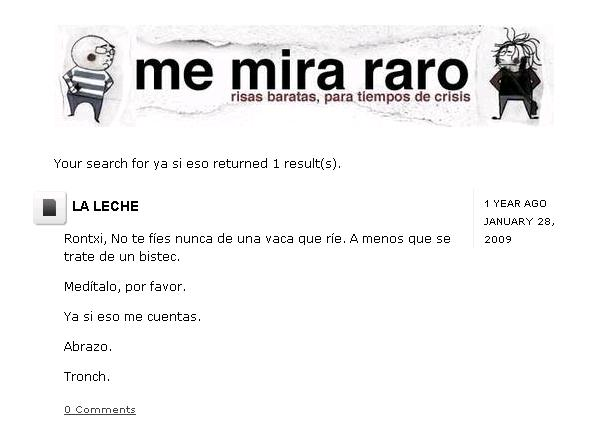 me mira raro
risas baratas, para tiempos de crisis
Your search for ya si eso returned 1 result(s).
LA LECHE
Rontxi, No te fíes nunca de una vaca que ríe. A menos que se
trate de un bistec.
Medítalo, por favor.
Ya si eso me cuentas.
Abrazo.
Tronch.
0 Comments
1 YEAR AGO
JANUARY 28,
2009